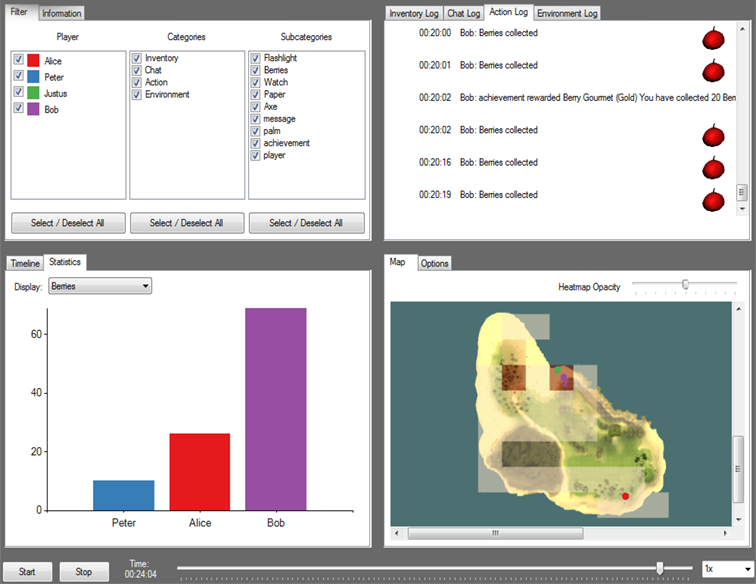 Filter Information
Player Categories Subcategories
Alice
Peter
Justus
Bob
Inventory
Chat
Action
Environment
Flashlight
Berries
Watch
Paper
Axe
message
palm
achievement
player
Select / Deselect All Select / Deselect All Select / Deselect All
Inventory Log Chat Log Action Log Environment Log
00:20:00 Bob: Berries collected
00:20:01 Bob: Berries collected
00:20:02 Bob: achievement rewarded Berry Gourmet (Gold) You have collected 20 Berr
00:20:02 Bob: Berries collected
00:20:16 Bob: Berries collected
00:20:19 Bob: Berries collected
Timeline Statistics
Display: Berries
60
40
20
0
Peter Alice Bob
Map Options
Heatmap Opacity
Start Stop
Time:
00:24:04
1x